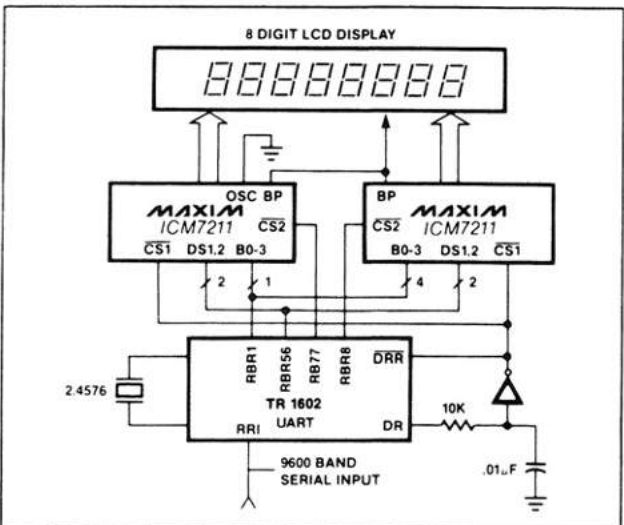 8 DIGIT LCD DISPLAY
OSC BP
MAXIM
ICM7211
CS2
CS1 DS1,2 B0-3
BP
MAXIM
ICM7211
CS2
B0-3 DS1,2 CS1
2
1
4
2
RBR1
RBR56
RB77
RBR8
DRR
2.4576
TR 1602
UART
RRI
DR
10K
.01µF
9600 BAND
SERIAL INPUT